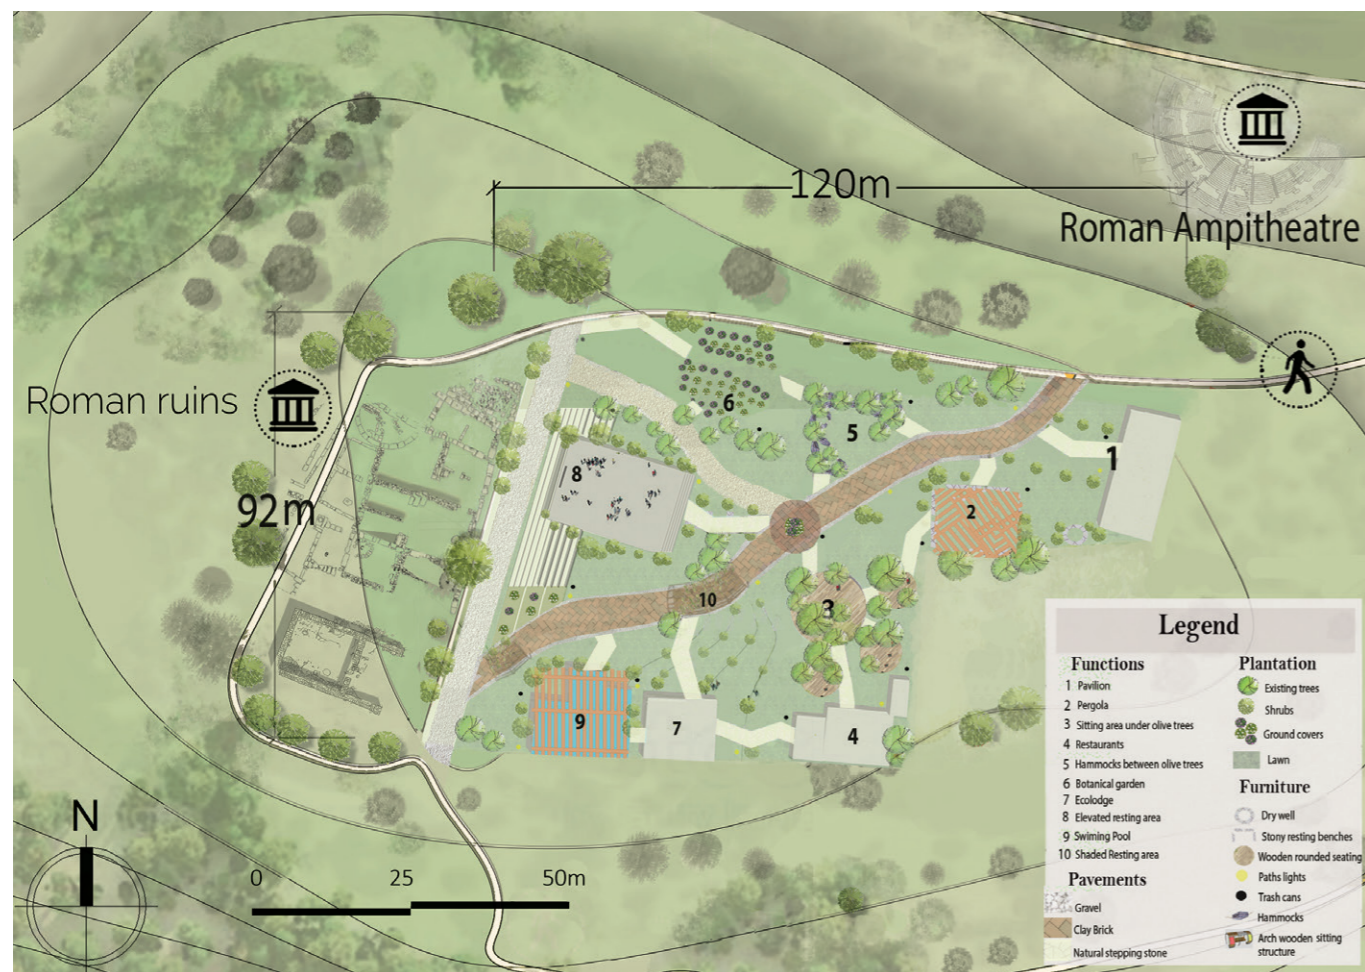 120m
Roman Ampitheatre
Roman ruins
92m
1
2
3
4
5
6
7
8
9
10
N
0 25 50m
Legend
Functions
1 Pavilion
2 Pergola
3 Sitting area under olive trees
4 Restaurants
5 Hammocks between olive trees
6 Botanical garden
7 Ecolodge
8 Elevated resting area
9 Swiming Pool
10 Shaded Resting area
Pavements
Gravel
Clay Brick
Natural stepping stone
Plantation
Existing trees
Shrubs
Ground covers
Lawn
Furniture
Dry well
Stony resting benches
Wooden rounded seating
Paths lights
Trash cans
Hammocks
Arch wooden sitting
structure